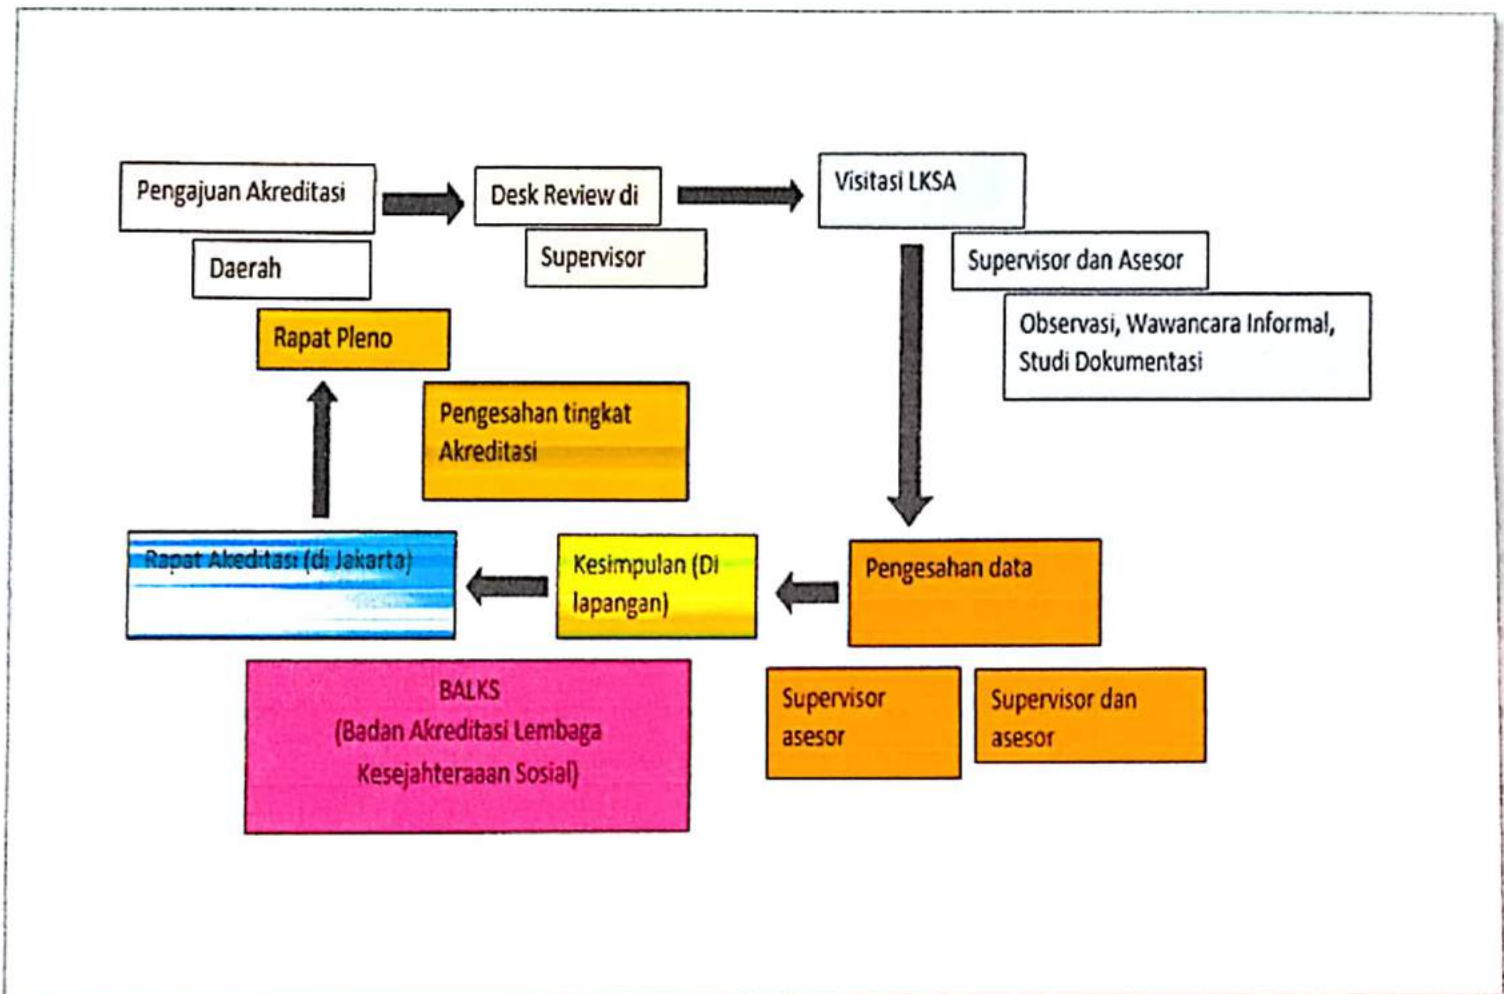 Pengajuan Akreditasi
Daerah
Desk Review di
Supervisor
Visitasi LKSA
Supervisor dan Asesor
Observasi, Wawancara Informal,
Studi Dokumentasi
Rapat Pleno
Pengesahan tingkat
Akreditasi
Rapat Akeditasi (di Jakarta)
Kesimpulan (Di
lapangan)
Pengesahan data
BALKS
(Badan Akreditasi Lembaga
Kesejahteraaan Sosial)
Supervisor
asesor
Supervisor dan
asesor